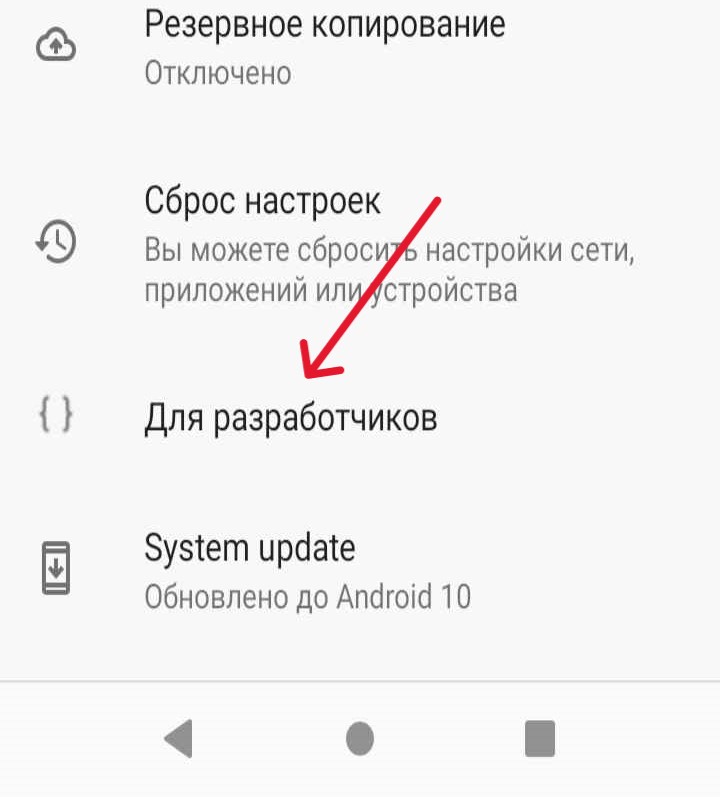 Резервное копирование
Отключено
Сброс настроек
Вы можете сбросить настройки сети,
приложений или устройства
{ } Для разработчиков
System update
Обновлено до Android 10